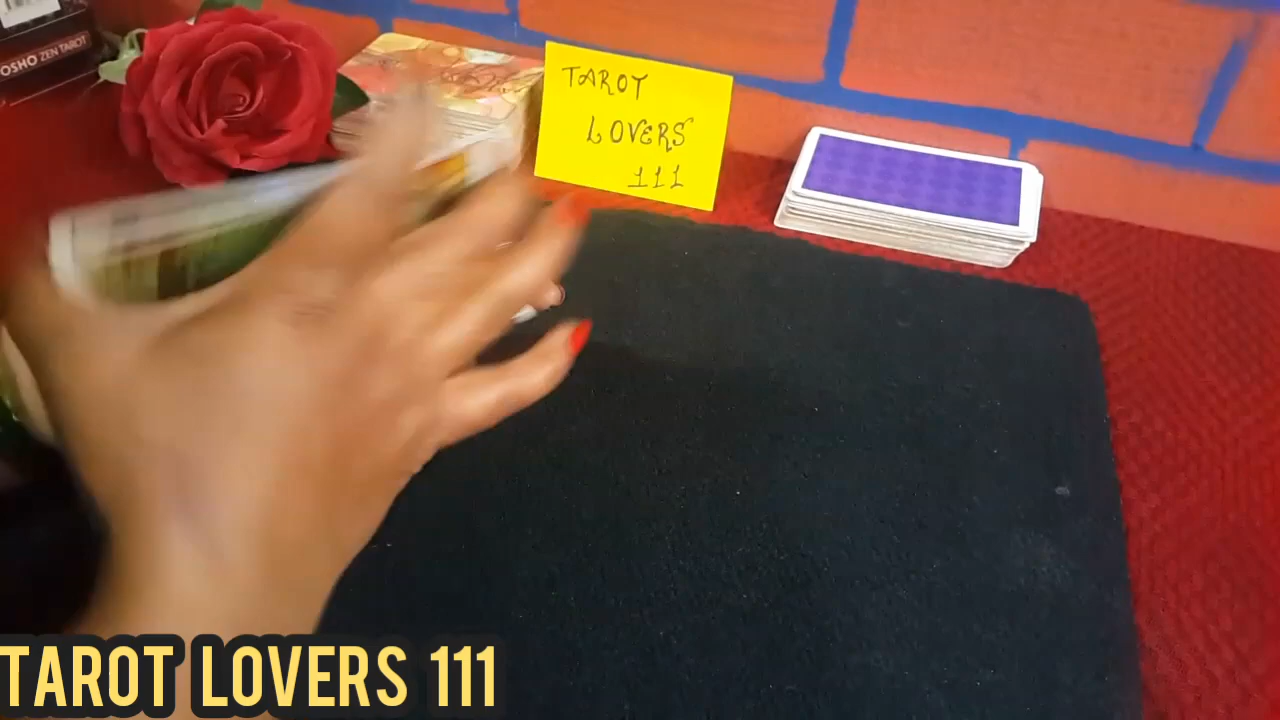 OSHO ZEN TAROT
TAROT
LOVERS
111
TAROT LOVERS 111